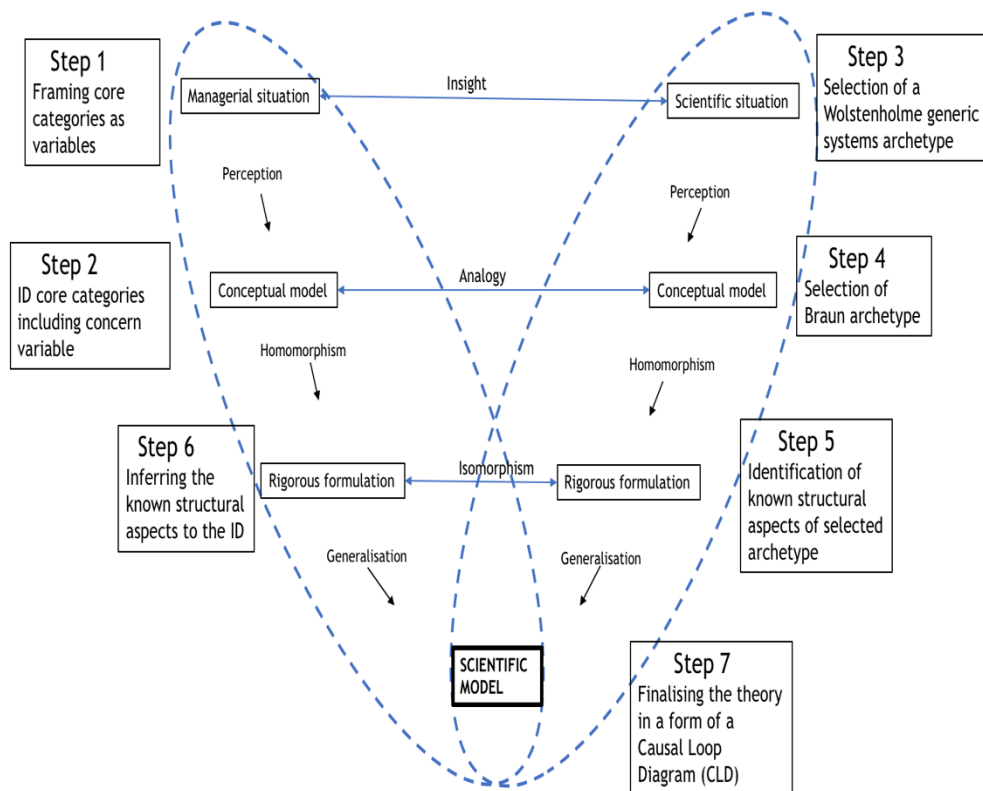 Step 1
Framing core
categories as
variables
Managerial situation
Insight
Scientific situation
Step 3
Selection of a
Wolstenholme generic
systems archetype
Perception
Perception
Step 2
ID core categories
including concern
variable
Conceptual model
Analogy
Conceptual model
Step 4
Selection of
Braun archetype
Homomorphism
Homomorphism
Step 6
Inferring the
known structural
aspects to the ID
Rigorous formulation
Isomorphism
Rigorous formulation
Step 5
Identification of
known structural
aspects of selected
archetype
Generalisation
Generalisation
SCIENTIFIC
MODEL
Step 7
Finalising the theory
in a form of a
Causal Loop
Diagram (CLD)